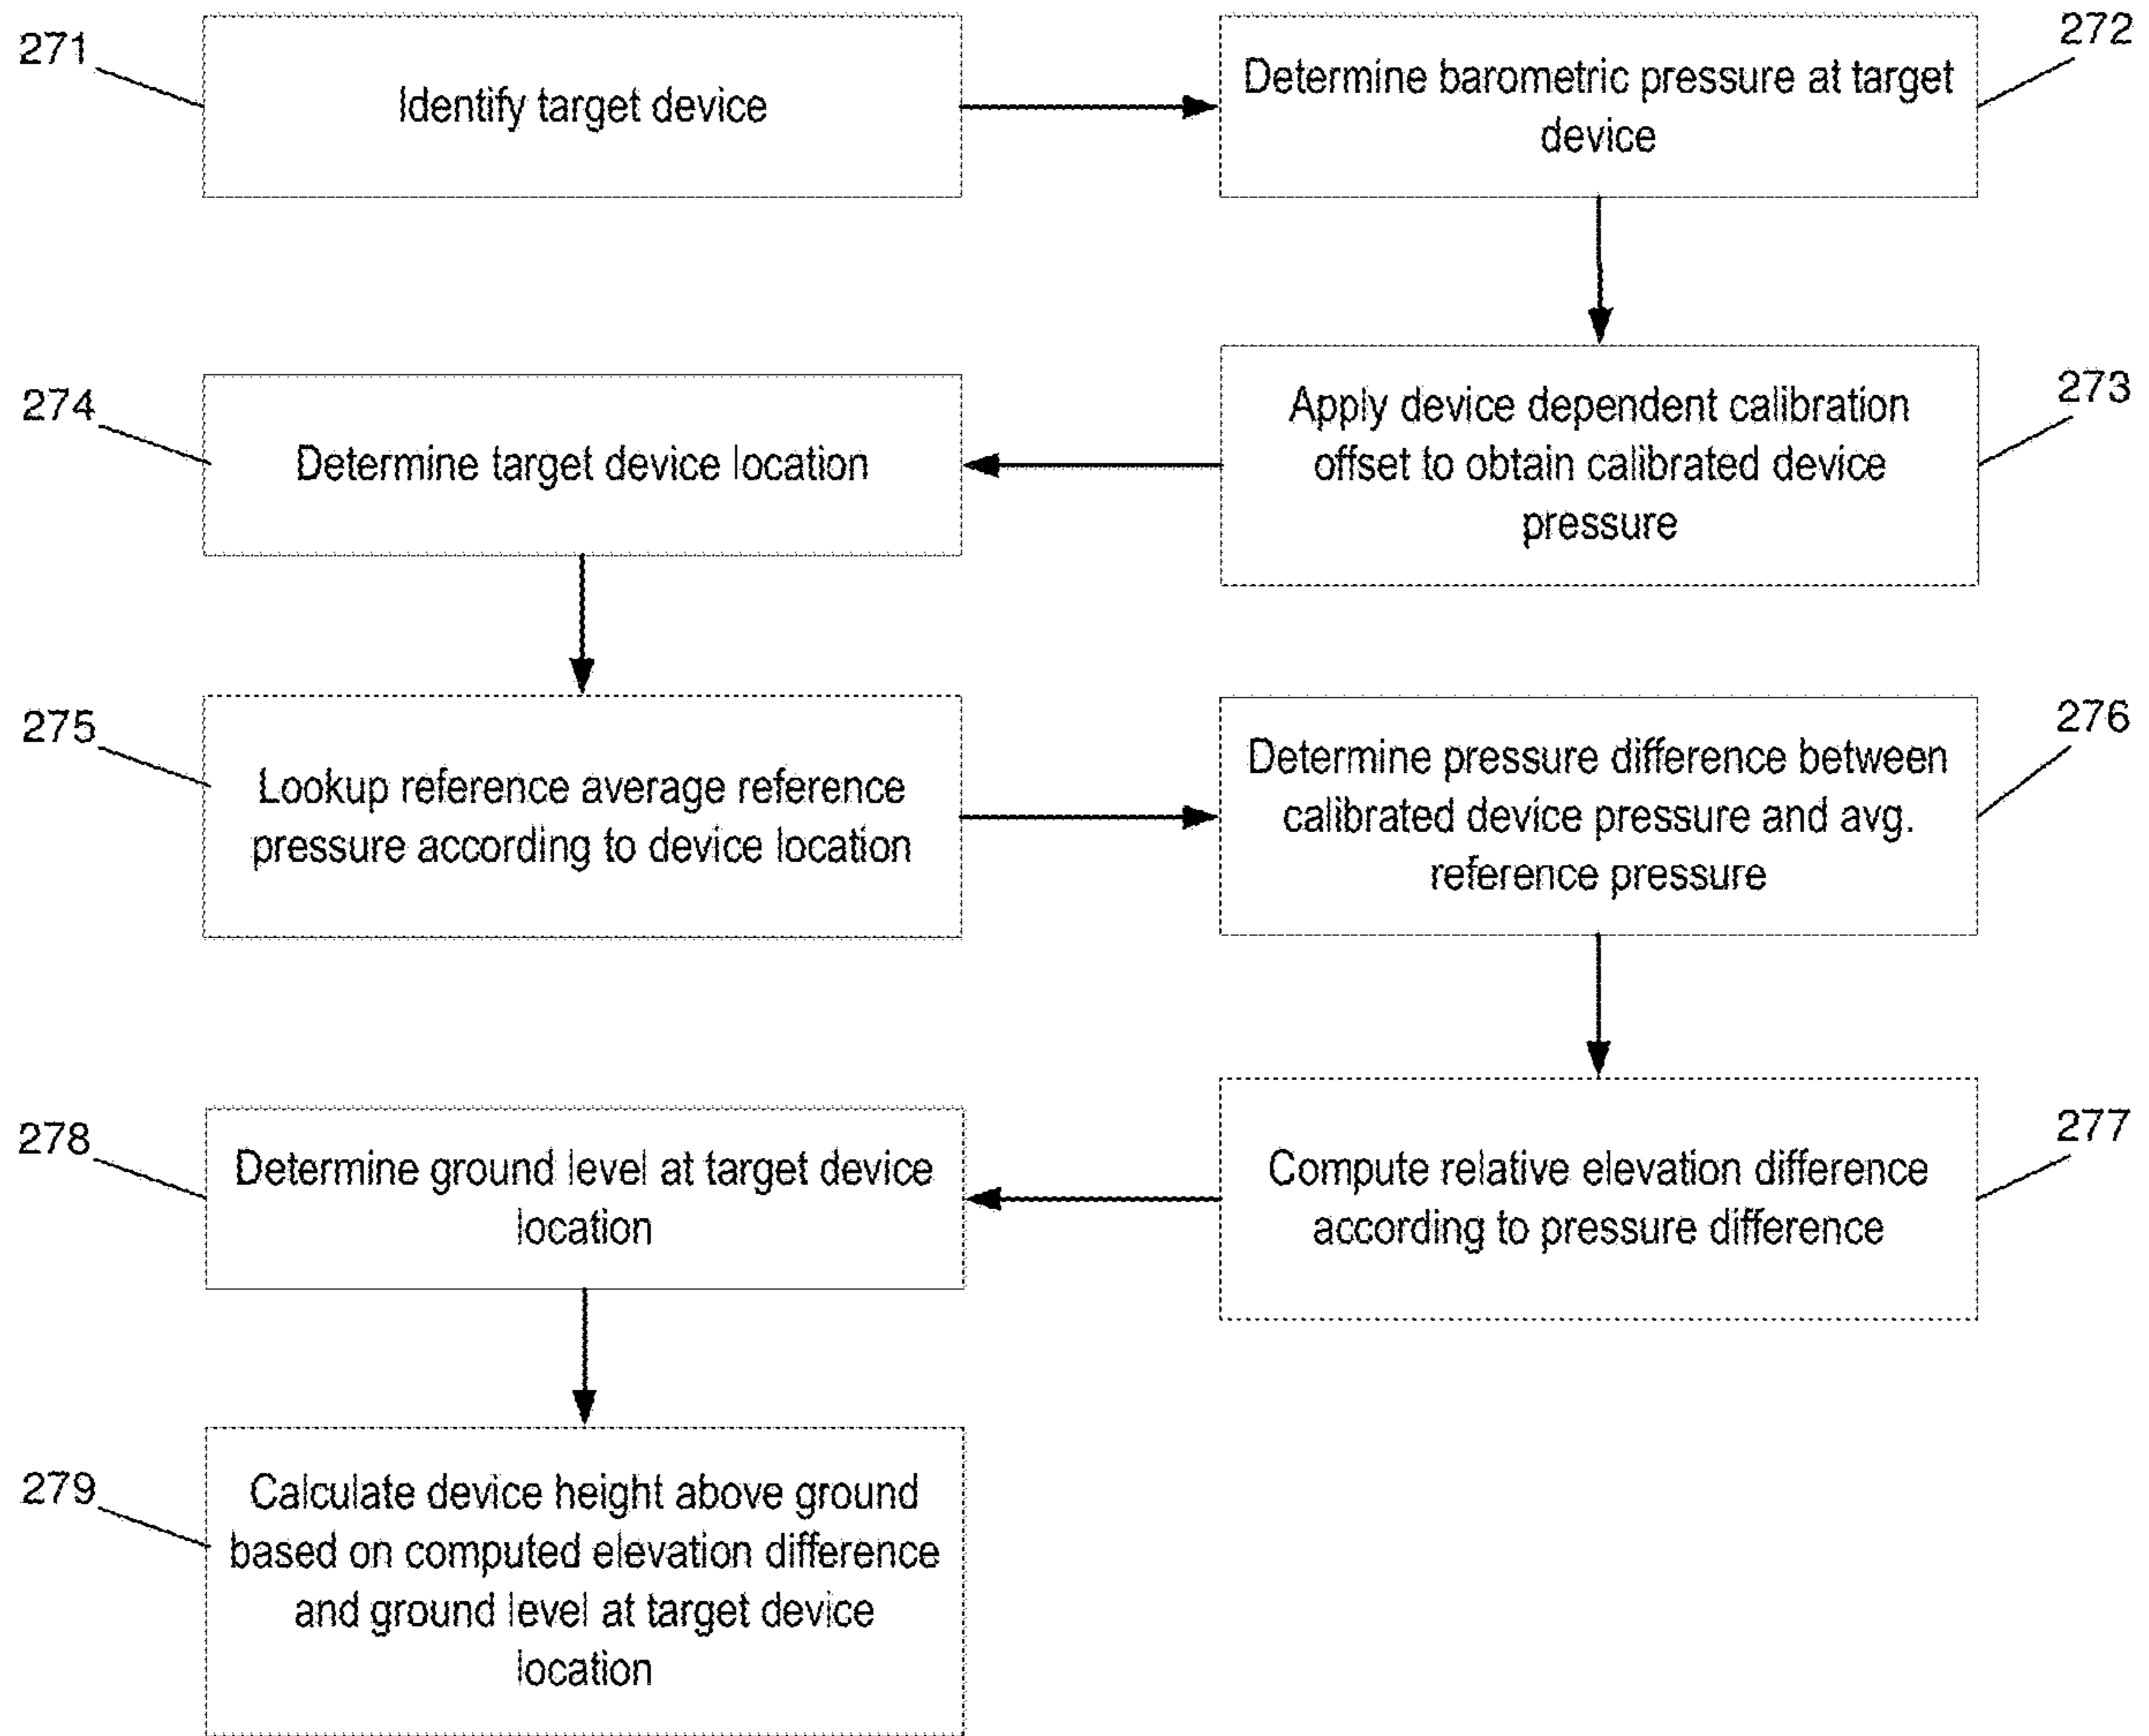 271
Identify target device
272
Determine barometric pressure at target
device
273
Apply device dependent calibration
offset to obtain calibrated device
pressure
274
Determine target device location
275
Lookup reference average reference
pressure according to device location
276
Determine pressure difference between
calibrated device pressure and avg.
reference pressure
277
Compute relative elevation difference
according to pressure difference
278
Determine ground level at target device
location
279
Calculate device height above ground
based on computed elevation difference
and ground level at target device
location